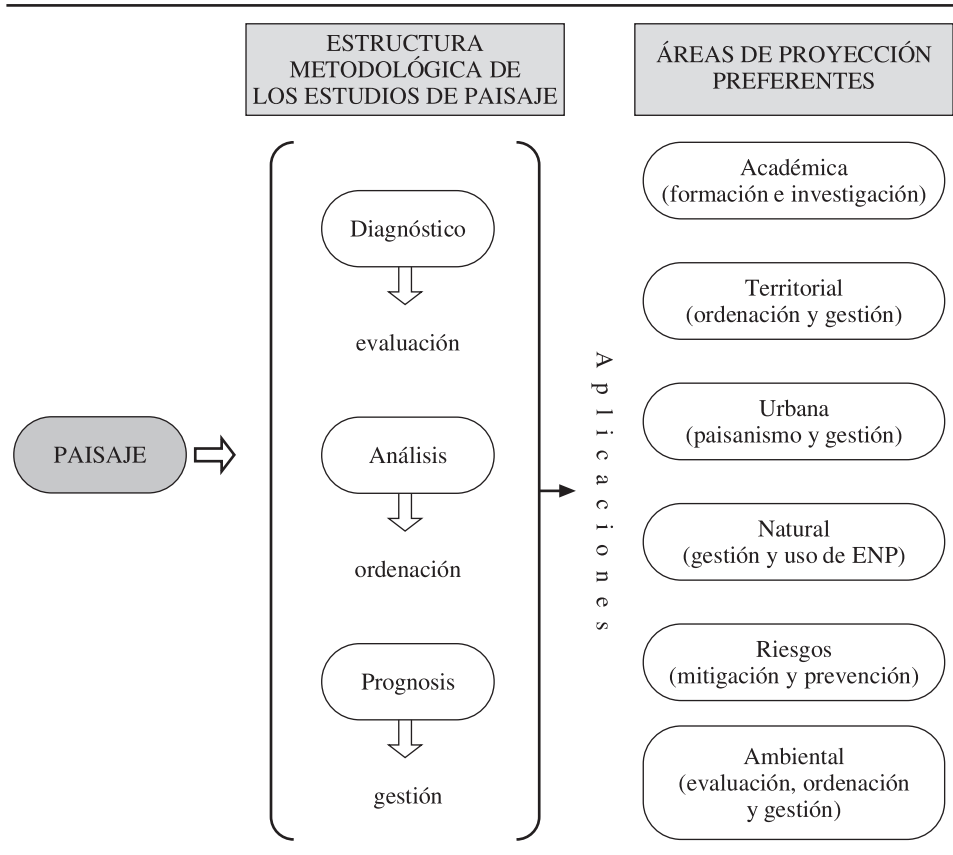 ESTRUCTURA
METODOLÓGICA DE
LOS ESTUDIOS DE PAISAJE
ÁREAS DE PROYECCIÓN
PREFERENTES
PAISAJE
Diagnóstico
evaluación
Análisis
ordenación
Prognosis
gestión
Aplicaciones
Académica
(formación e investigación)
Territorial
(ordenación y gestión)
Urbana
(paisanismo y gestión)
Natural
(gestión y uso de ENP)
Riesgos
(mitigación y prevención)
Ambiental
(evaluación, ordenación
y gestión)